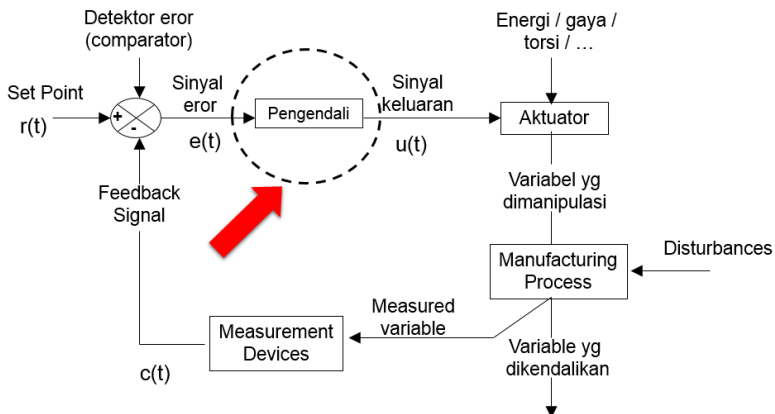 Detektor eror
(comparator)
Energi / gaya /
torsi / …
Set Point
r(t)
+
-
Sinyal
eror
e(t)
Pengendali
Sinyal
keluaran
u(t)
Aktuator
Feedback
Signal
Variabel yg
dimanipulasi
Manufacturing
Process
Disturbances
Measured
variable
Measurement
Devices
c(t)
Variable yg
dikendalikan